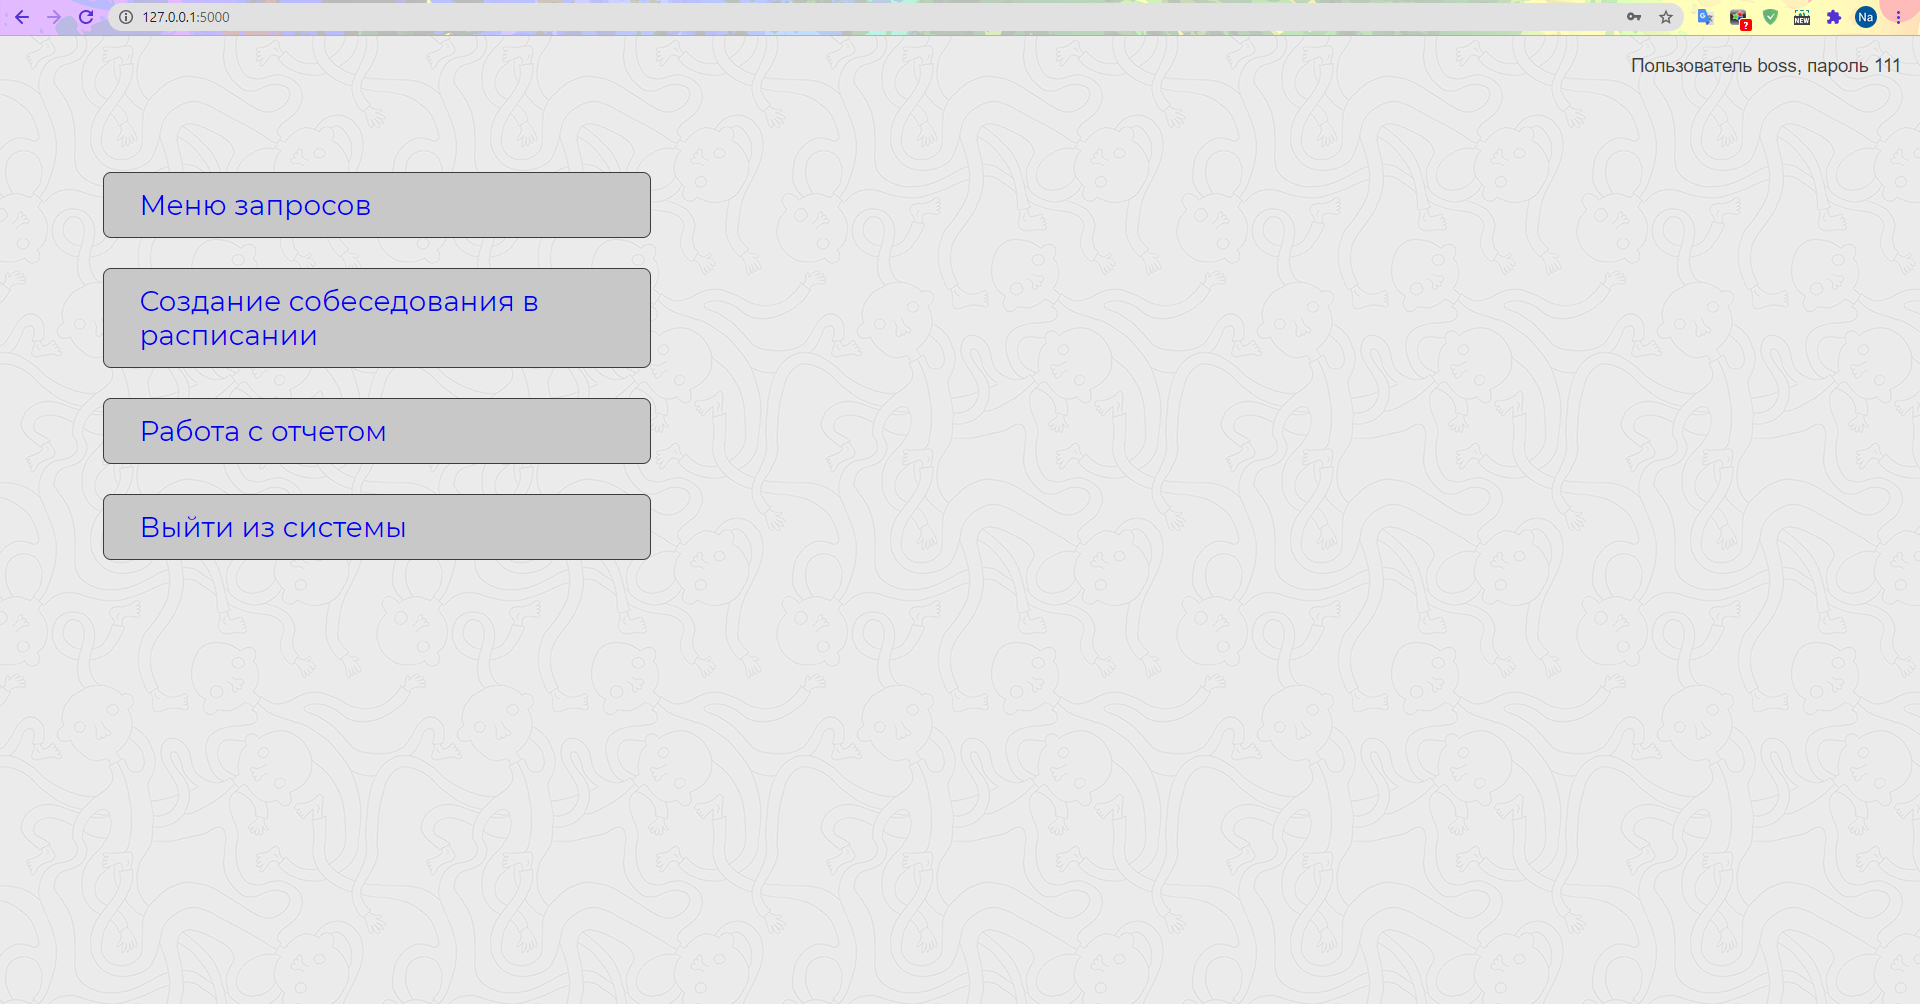 127.0.0.1:5000
?
NEW
Na
Пользователь boss, пароль 111
Меню запросов
Создание собеседования в
расписании
Работа с отчетом
Выйти из системы